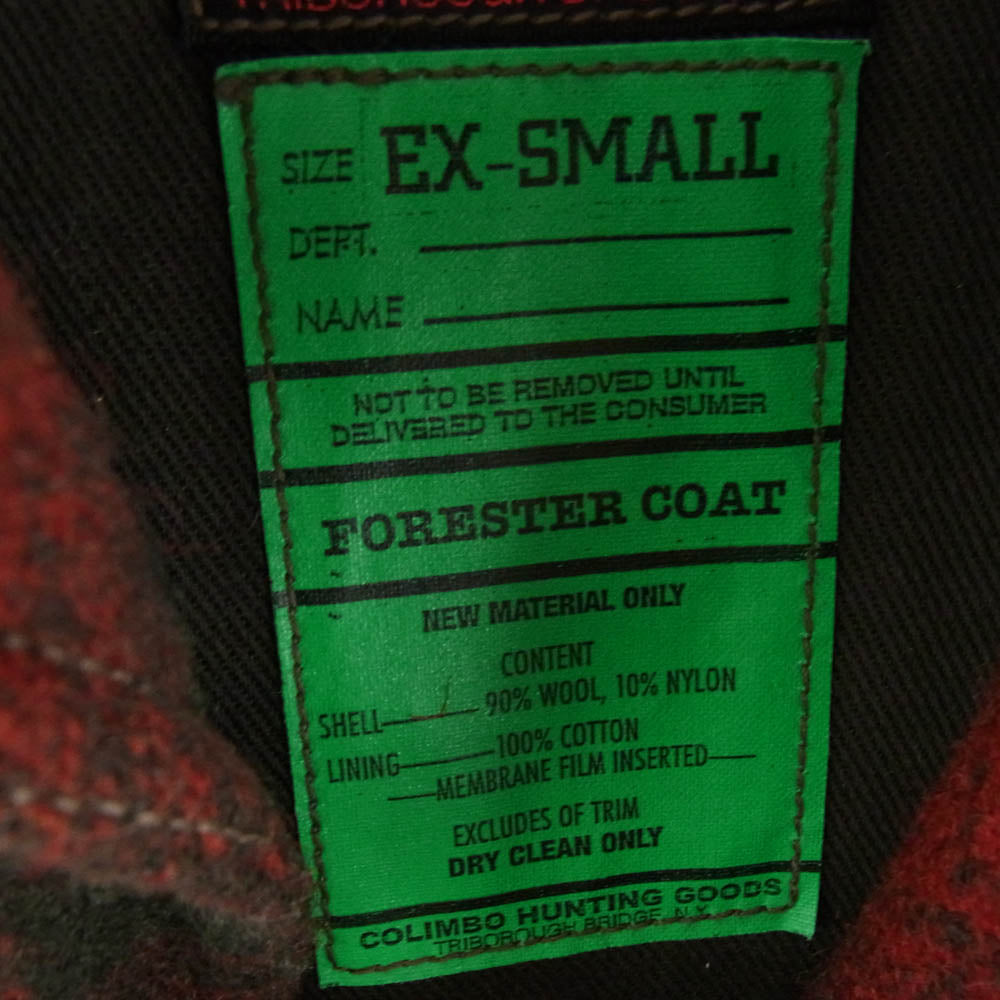 SIZE EX-SMALL
DEPT.
NAME
NOT TO BE REMOVED UNTIL
DELIVERED TO THE CONSUMER
FORESTER COAT
NEW MATERIAL ONLY
CONTENT
SHELL 90% WOOL, 10% NYLON
LINING 100% COTTON
MEMBRANE FILM INSERTED
EXCLUDES OF TRIM
DRY CLEAN ONLY
COLIMBO HUNTING GOODS
TRIBOROUGH BRIDGE, N.Y.